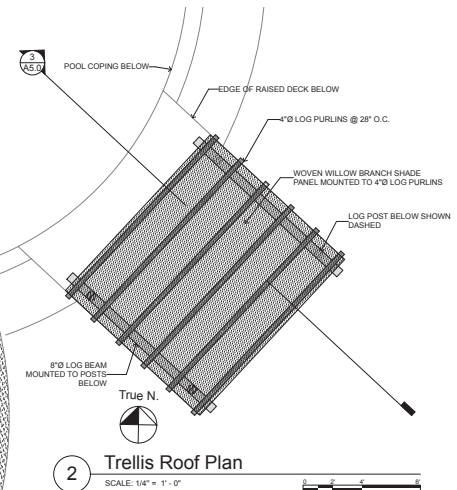 3
A5.0
POOL COPING BELOW
EDGE OF RAISED DECK BELOW
4"Ø LOG PURLINS @ 28" O.C.
WOVEN WILLOW BRANCH SHADE
PANEL MOUNTED TO 4"Ø LOG PURLINS
LOG POST BELOW SHOWN
DASHED
8"Ø LOG BEAM
MOUNTED TO POSTS
BELOW
True N.
2
Trellis Roof Plan
SCALE: 1/4" = 1' - 0"
0 2' 4' 8'